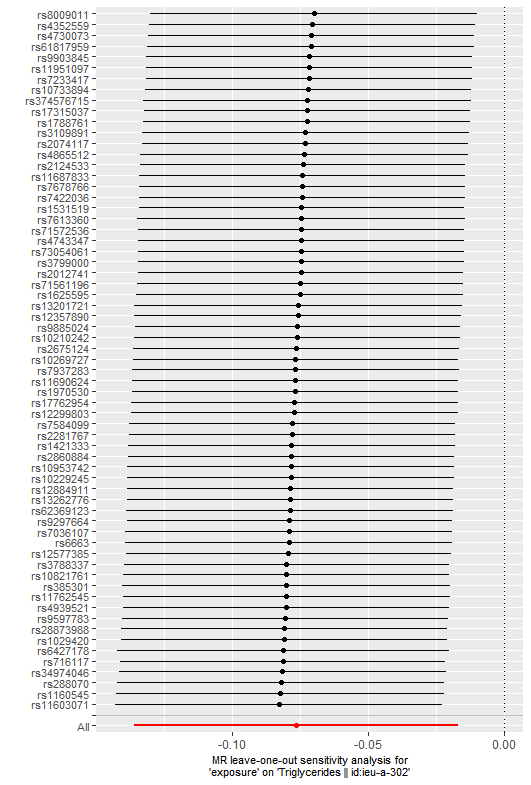 rs8009011
rs4352559
rs4730073
rs61817959
rs9903845
rs11951097
rs7233417
rs10733894
rs374576715
rs17315037
rs1788761
rs3109891
rs2074117
rs4865512
rs2124533
rs11687833
rs7678766
rs7422036
rs1531519
rs7613360
rs71572536
rs4743347
rs73054061
rs3799000
rs2012741
rs71561196
rs1625595
rs13201721
rs12357890
rs9885024
rs10210242
rs2675124
rs10269727
rs7937283
rs11690624
rs1970530
rs17762954
rs12299803
rs7584099
rs2281767
rs1421333
rs2860884
rs10953742
rs10229245
rs12884911
rs13262776
rs62369123
rs9297664
rs7036107
rs6663
rs12577385
rs3788337
rs10821761
rs385301
rs11762545
rs4939521
rs9597783
rs28873988
rs1029420
rs6427178
rs716117
rs34974046
rs288070
rs1160545
rs11603071
All
-0.10 -0.05 0.00
MR leave-one-out sensitivity analysis for
'exposure' on 'Triglycerides || id:ieu-a-302'